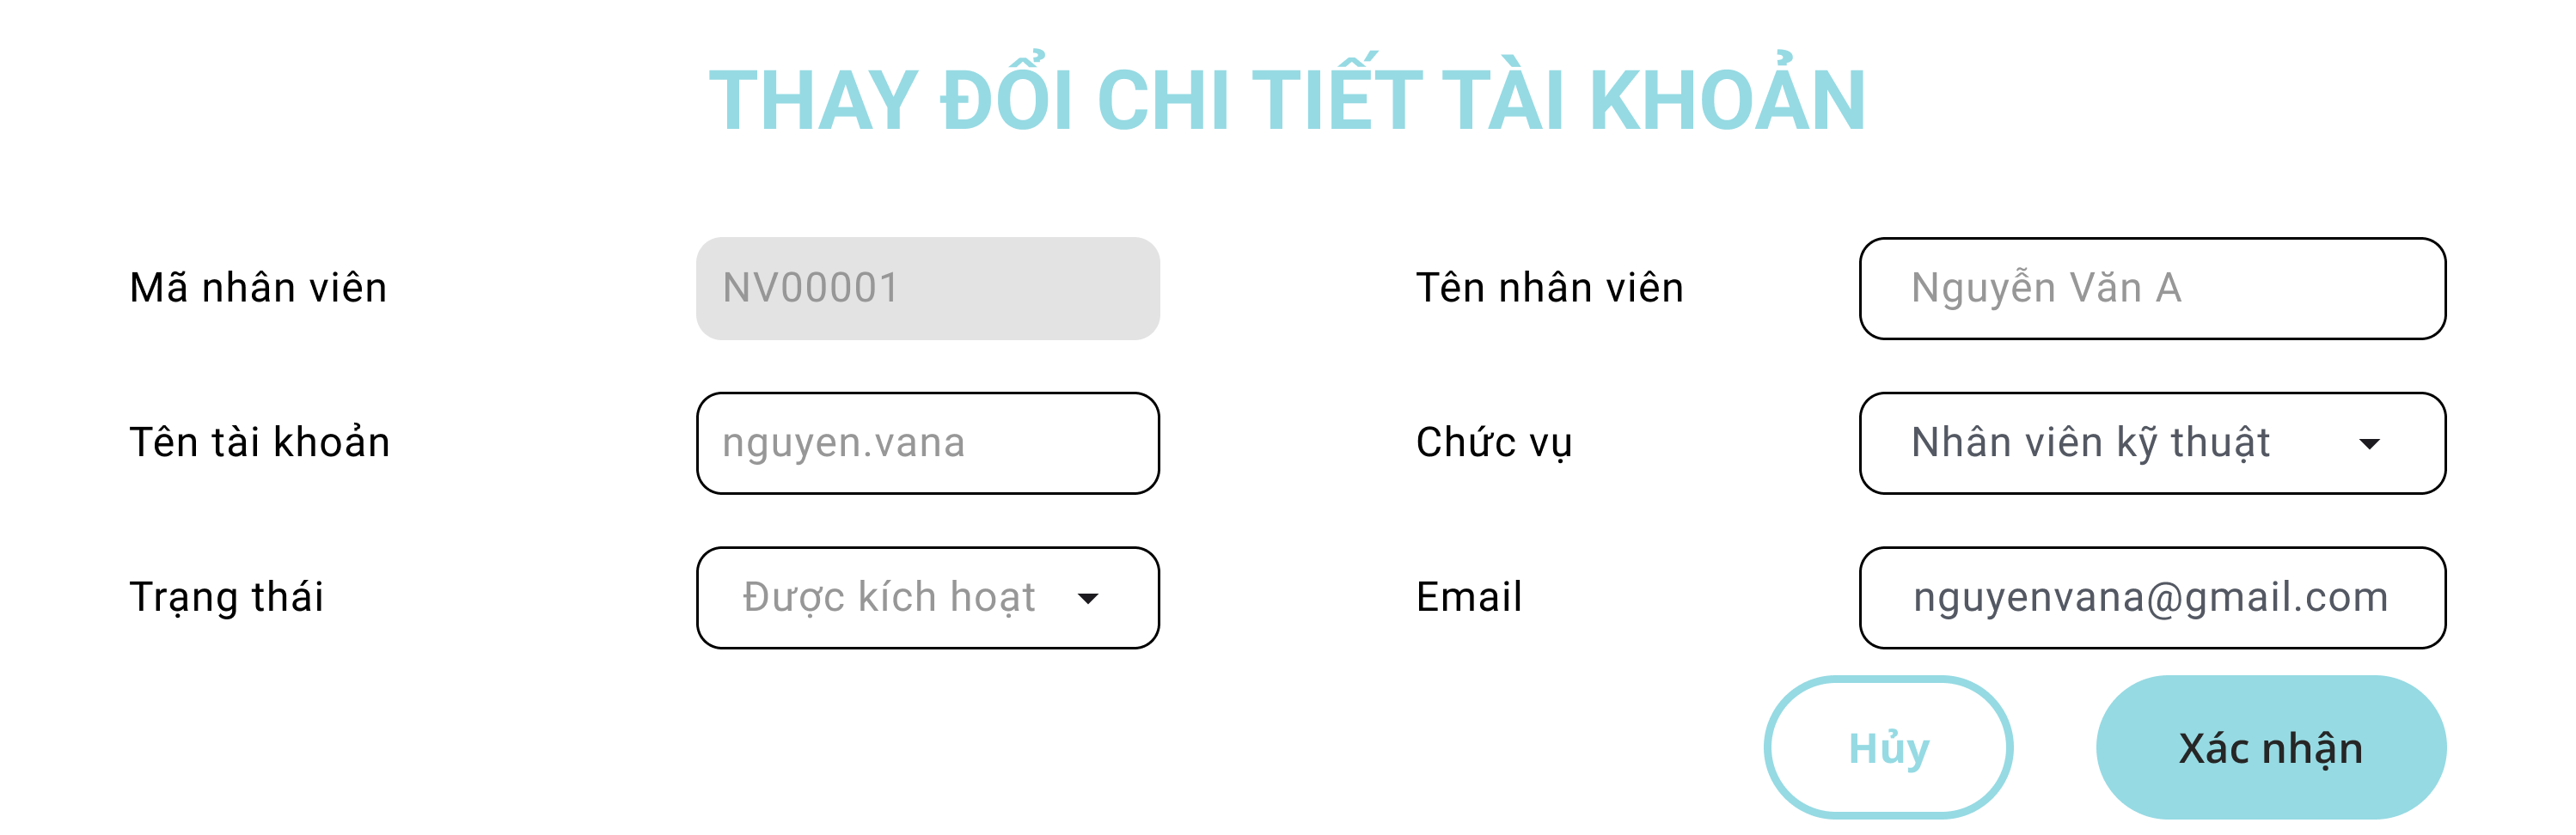 THAY ĐỔI CHI TIẾT TÀI KHOẢN
Mã nhân viên NV00001 Tên nhân viên Nguyễn Văn A
Tên tài khoản nguyen.vana Chức vụ Nhân viên kỹ thuật
Trạng thái Được kích hoạt Email nguyenvana@gmail.com
Hủy Xác nhận